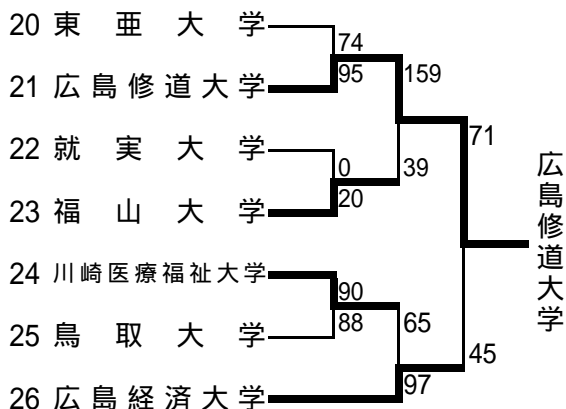 20 東亜大学
74
95
21 広島修道大学
159
22 就実大学
0
20
23 福山大学
39
71
広島修道大学
24 川崎医療福祉大学
90
88
25 鳥取大学
65
45
26 広島経済大学
97